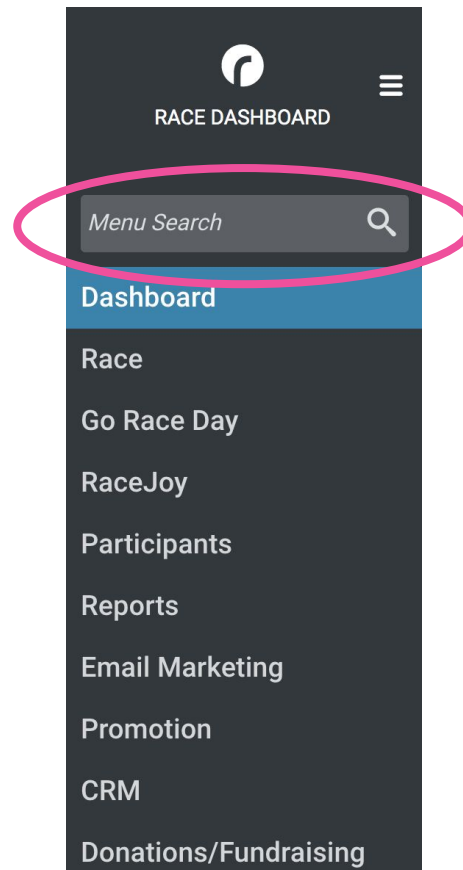 RACE DASHBOARD
Menu Search
Dashboard
Race
Go Race Day
RaceJoy
Participants
Reports
Email Marketing
Promotion
CRM
Donations/Fundraising